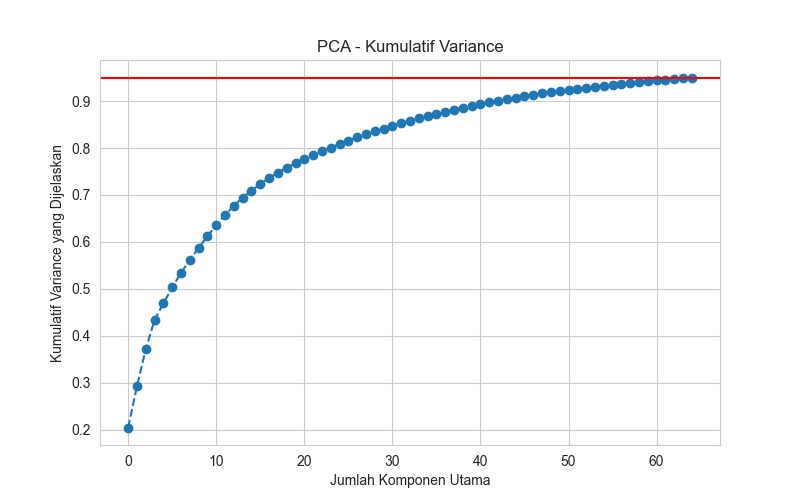 PCA - Kumulatif Variance
Kumulatif Variance yang Dijelaskan
0.9
0.8
0.7
0.6
0.5
0.4
0.3
0.2
0 10 20 30 40 50 60
Jumlah Komponen Utama